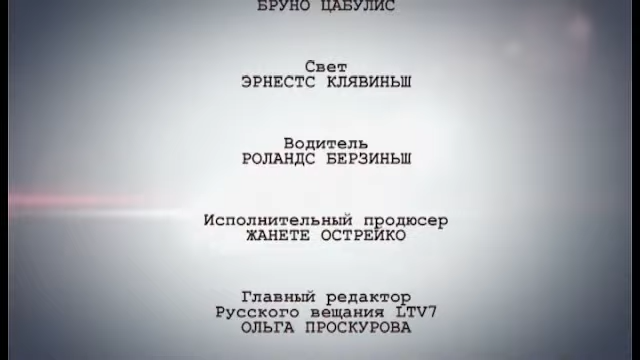 БРУНО ЦАБУЛИС
Свет
ЭРНЕСТС КЛЯВИНЬШ
Водитель
РОЛАНДС БЕРЗИНЬШ
Исполнительный продюсер
ЖАНЕТЕ ОСТРЕЙКО
Главный редактор
Русского вещания LTV7
ОЛЬГА ПРОСКУРОВА